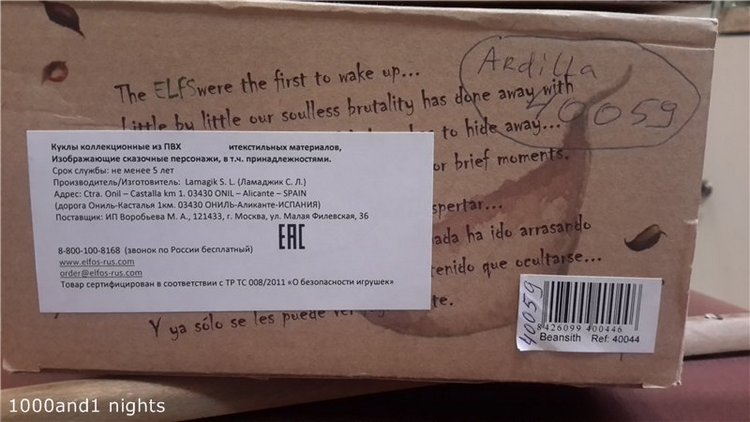 The ELFS were the first to wake up...
Little by little our soulless brutality has done away with
to hide away...
or brief moments.
spertar...
ada ha ido arrasando
tenido que ocultarse...
te.
Y ya sólo se les puede ver
Ardilla
40059
Куклы коллекционные из ПВХ итекстильных материалов,
Изображающие сказочные персонажи, в т.ч. принадлежностями.
Срок службы: не менее 5 лет
Производитель/Изготовитель: Lamagik S. L. (Ламаджик С. Л.)
Адрес: Ctra. Onil – Castalla km 1. 03430 ONIL – Alicante – SPAIN
(дорога Ониль-Касталья 1км. 03430 ОНИЛЬ-Аликанте-ИСПАНИЯ)
Поставщик: ИП Воробьева М. А., 121433, г. Москва, ул. Малая Филевская, 36
EAC
8-800-100-8168 (звонок по России бесплатный)
www.elfos-rus.com
order@elfos-rus.com
Товар сертифицирован в соответствии с ТР ТС 008/2011 «О безопасности игрушек»
40059
8 426099 400446
Beansith Ref: 40044
1000and1 nights